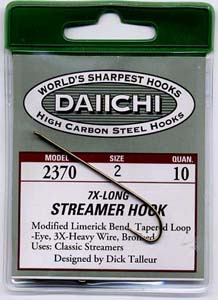 WORLD'S SHARPEST HOOKS
DAIICHI
HIGH CARBON STEEL HOOKS
MODEL SIZE QUAN.
2370 2 10
7X-LONG
STREAMER HOOK
Modified Limerick Bend, Tapered Loop
-Eye, 3X-Heavy Wire, Bronzed
Uses: Classic Streamers
Designed by Dick Talleur